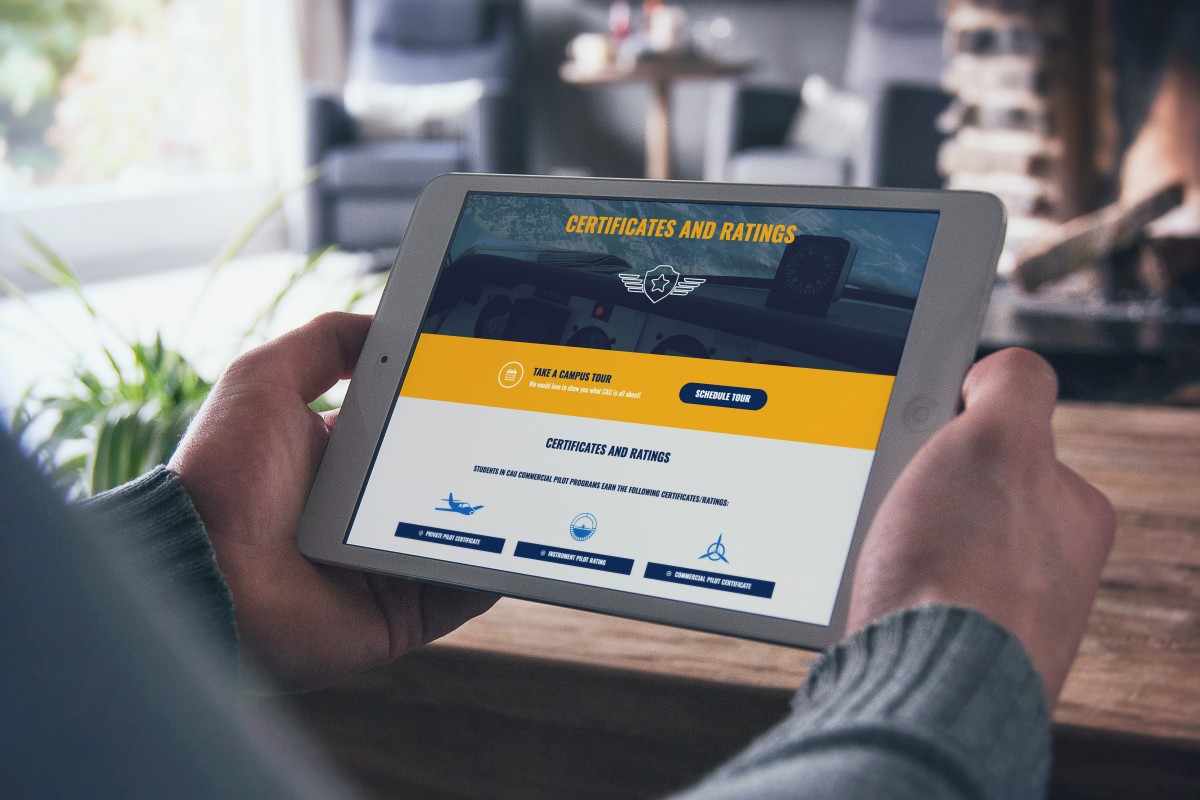 CERTIFICATES AND RATINGS
TAKE A CAMPUS TOUR
We would love to show you what CAU is all about!
SCHEDULE TOUR
CERTIFICATES AND RATINGS
STUDENTS IN CAU COMMERCIAL PILOT PROGRAMS EARN THE FOLLOWING CERTIFICATES/RATINGS:
PRIVATE PILOT CERTIFICATE
INSTRUMENT PILOT RATING
COMMERCIAL PILOT CERTIFICATE